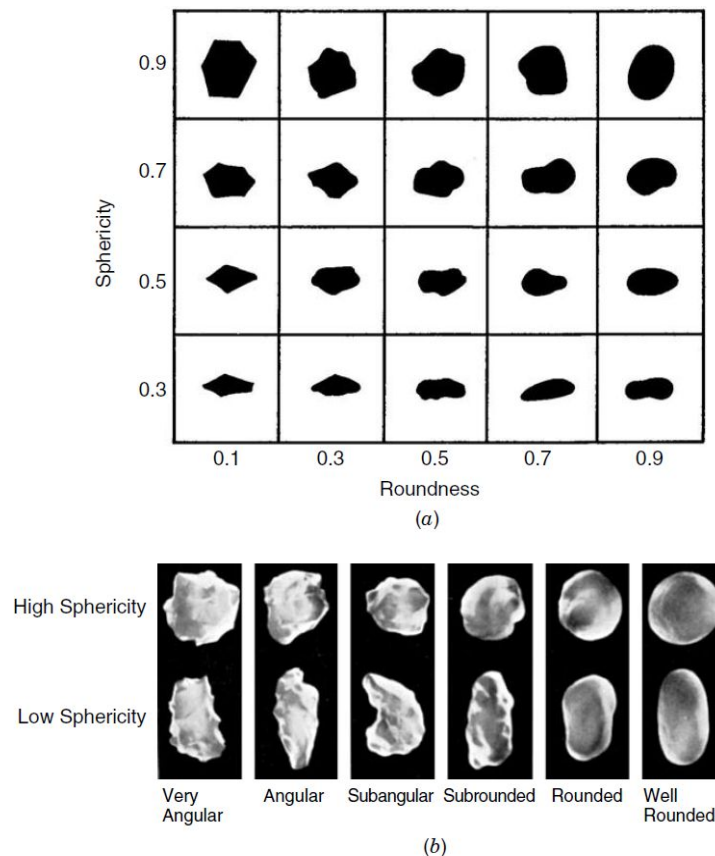 0.9
0.7
Sphericity
0.5
0.3
0.1 0.3 0.5 0.7 0.9
Roundness
(a)
High Sphericity
Low Sphericity
Very Angular Angular Subangular Subrounded Rounded Well Rounded
(b)